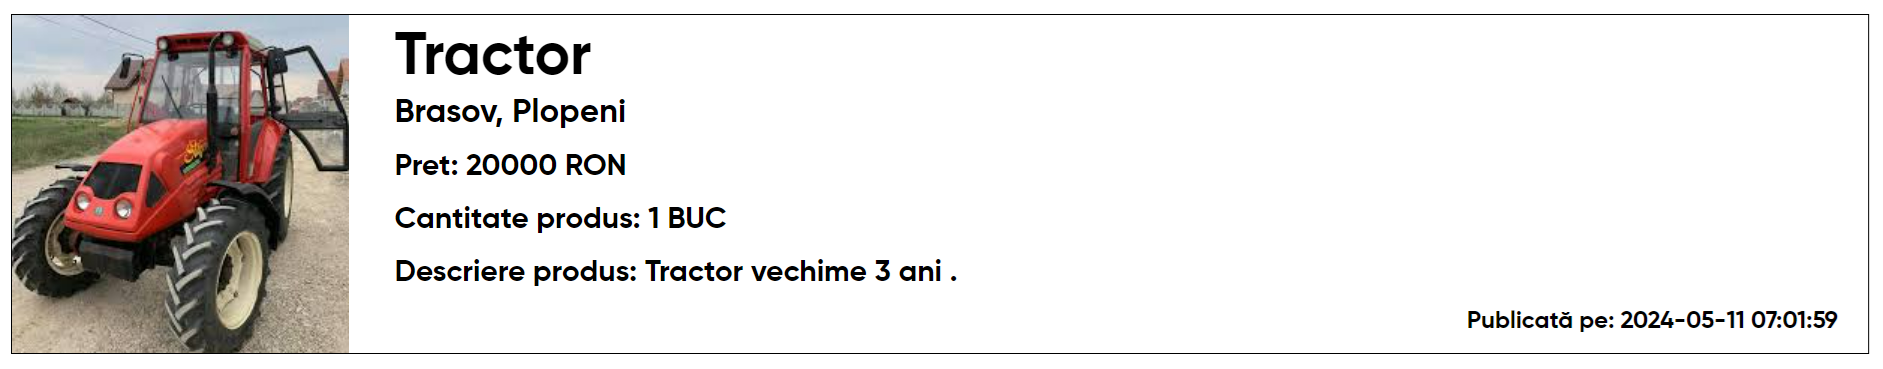 Tractor
Brasov, Plopeni
Pret: 20000 RON
Cantitate produs: 1 BUC
Descriere produs: Tractor vechime 3 ani .
Publicată pe: 2024-05-11 07:01:59